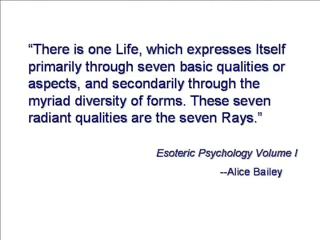 “There is one Life, which expresses Itself
primarily through seven basic qualities or
aspects, and secondarily through the
myriad diversity of forms. These seven
radiant qualities are the seven Rays.”
Esoteric Psychology Volume I
--Alice Bailey